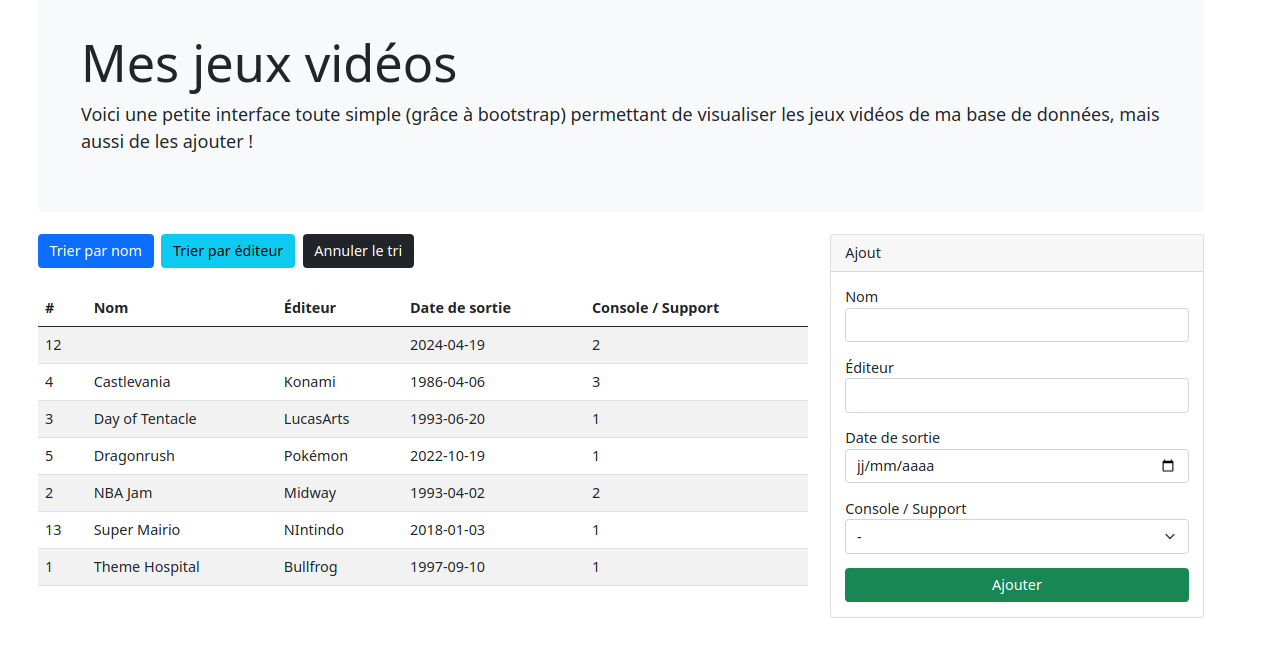 Mes jeux vidéos
Voici une petite interface toute simple (grâce à bootstrap) permettant de visualiser les jeux vidéos de ma base de données, mais
aussi de les ajouter !
Trier par nom Trier par éditeur Annuler le tri
# Nom Éditeur Date de sortie Console / Support
12 2024-04-19 2
4 Castlevania Konami 1986-04-06 3
3 Day of Tentacle LucasArts 1993-06-20 1
5 Dragonrush Pokémon 2022-10-19 1
2 NBA Jam Midway 1993-04-02 2
13 Super Mairio NIntindo 2018-01-03 1
1 Theme Hospital Bullfrog 1997-09-10 1
Ajout
Nom
Éditeur
Date de sortie
jj/mm/aaaa
Console / Support
-
Ajouter